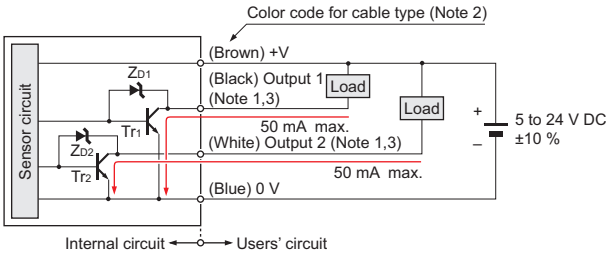 Color code for cable type (Note 2)
(Brown) +V
(Black) Output 1
(Note 1,3)
Load
Load
ZD1
Tr1
50 mA max.
(White) Output 2 (Note 1,3)
ZD2
Tr2
50 mA max.
(Blue) 0 V
Sensor circuit
+
−
5 to 24 V DC
±10 %
Internal circuit
Users' circuit